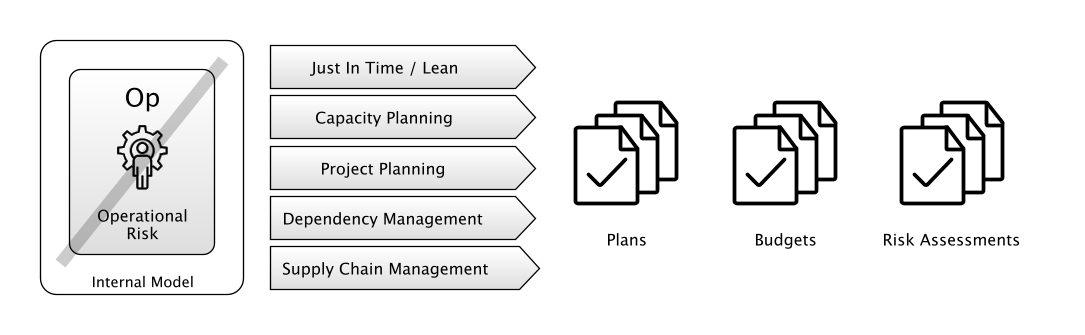 Op
Operational
Risk
Internal Model
Just In Time / Lean
Capacity Planning
Project Planning
Dependency Management
Supply Chain Management
Plans
Budgets
Risk Assessments